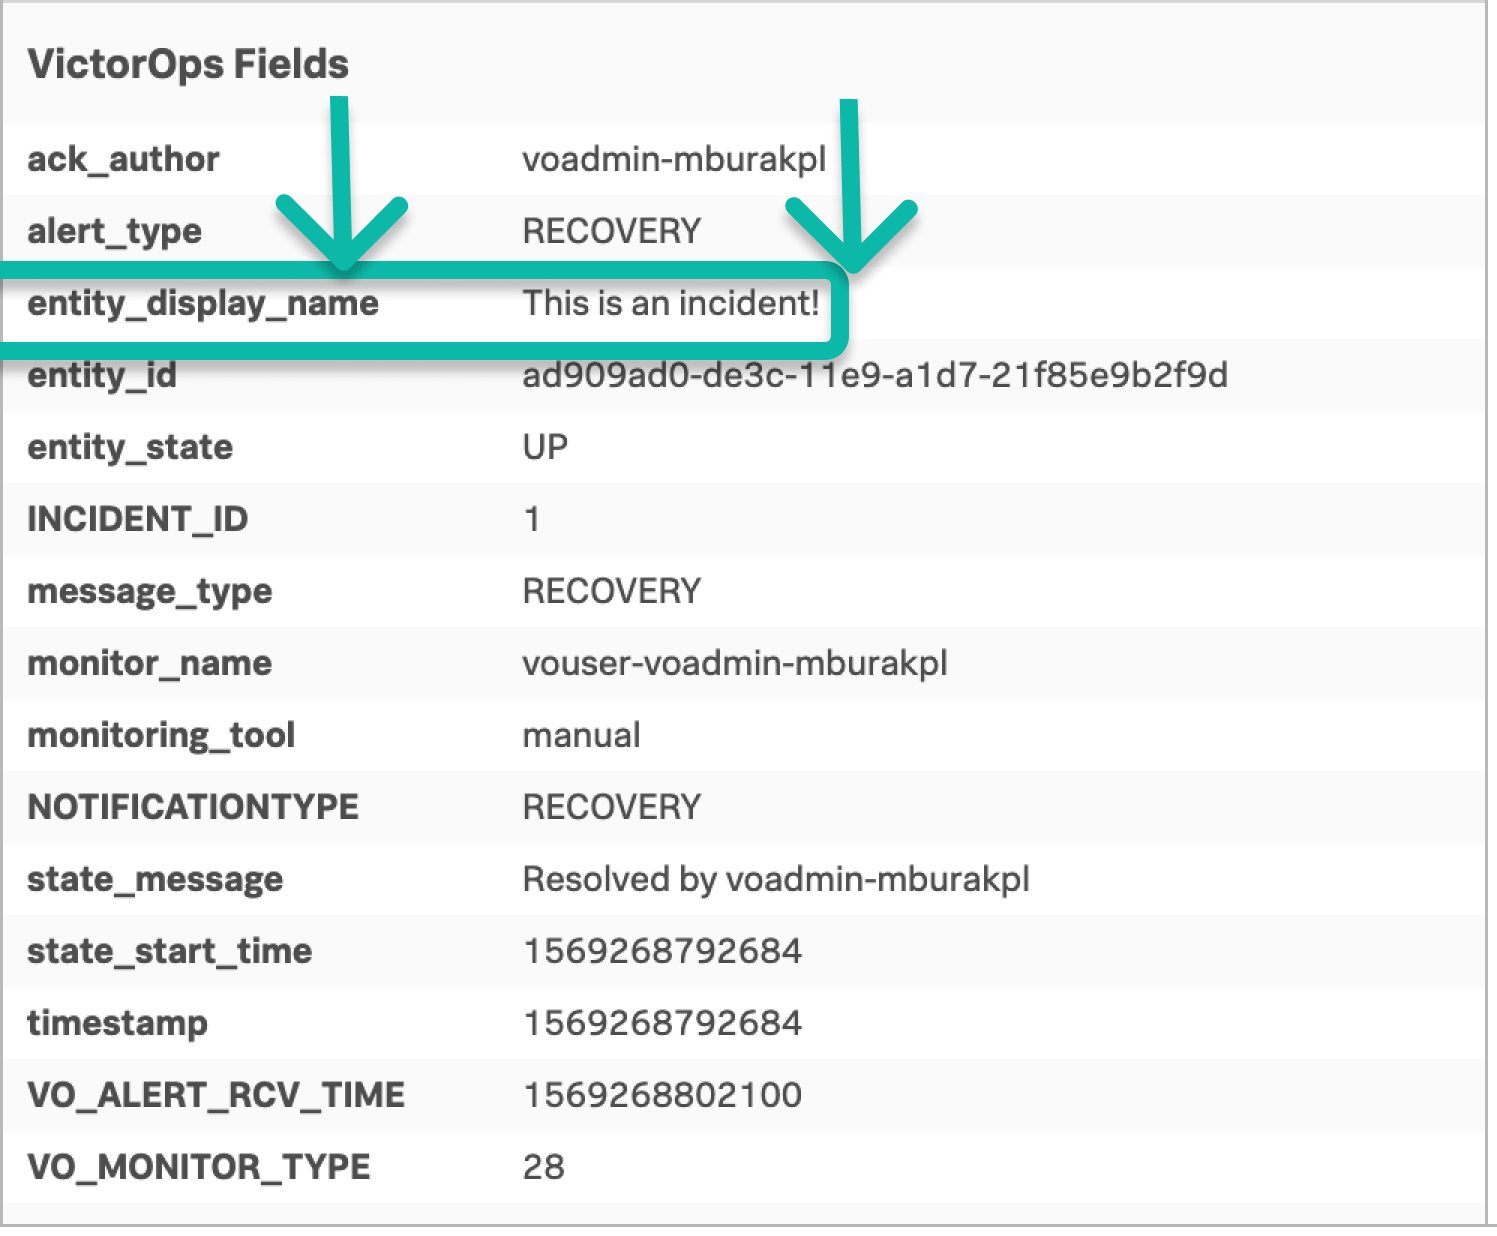 VictorOps Fields
ack_author voadmin-mburakpl
alert_type RECOVERY
entity_display_name This is an incident!
entity_id ad909ad0-de3c-11e9-a1d7-21f85e9b2f9d
entity_state UP
INCIDENT_ID 1
message_type RECOVERY
monitor_name vouser-voadmin-mburakpl
monitoring_tool manual
NOTIFICATIONTYPE RECOVERY
state_message Resolved by voadmin-mburakpl
state_start_time 1569268792684
timestamp 1569268792684
VO_ALERT_RCV_TIME 1569268802100
VO_MONITOR_TYPE 28